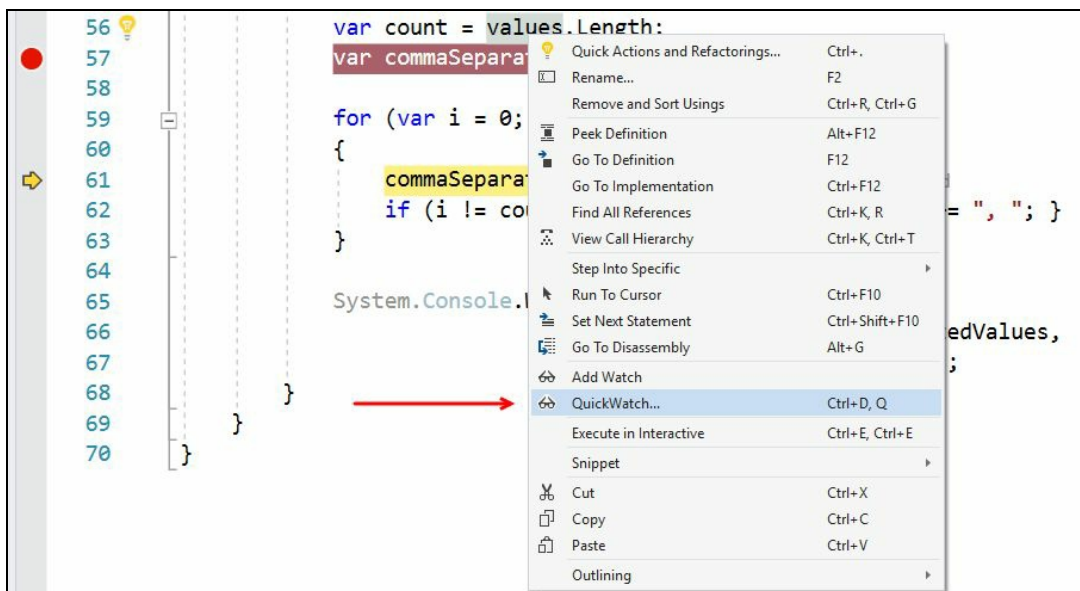 56 var count = values.Length;
57 var commaSepara
58
59 for (var i = 0;
60 {
61 commaSepara
62 if (i != cou = ", "; }
63 }
64
65 System.Console.
66 edValues,
67 ;
68 }
69 }
70 }
Quick Actions and Refactorings... Ctrl+.
Rename... F2
Remove and Sort Usings Ctrl+R, Ctrl+G
Peek Definition Alt+F12
Go To Definition F12
Go To Implementation Ctrl+F12
Find All References Ctrl+K, R
View Call Hierarchy Ctrl+K, Ctrl+T
Step Into Specific
Run To Cursor Ctrl+F10
Set Next Statement Ctrl+Shift+F10
Go To Disassembly Alt+G
Add Watch
QuickWatch... Ctrl+D, Q
Execute in Interactive Ctrl+E, Ctrl+E
Snippet
Cut Ctrl+X
Copy Ctrl+C
Paste Ctrl+V
Outlining